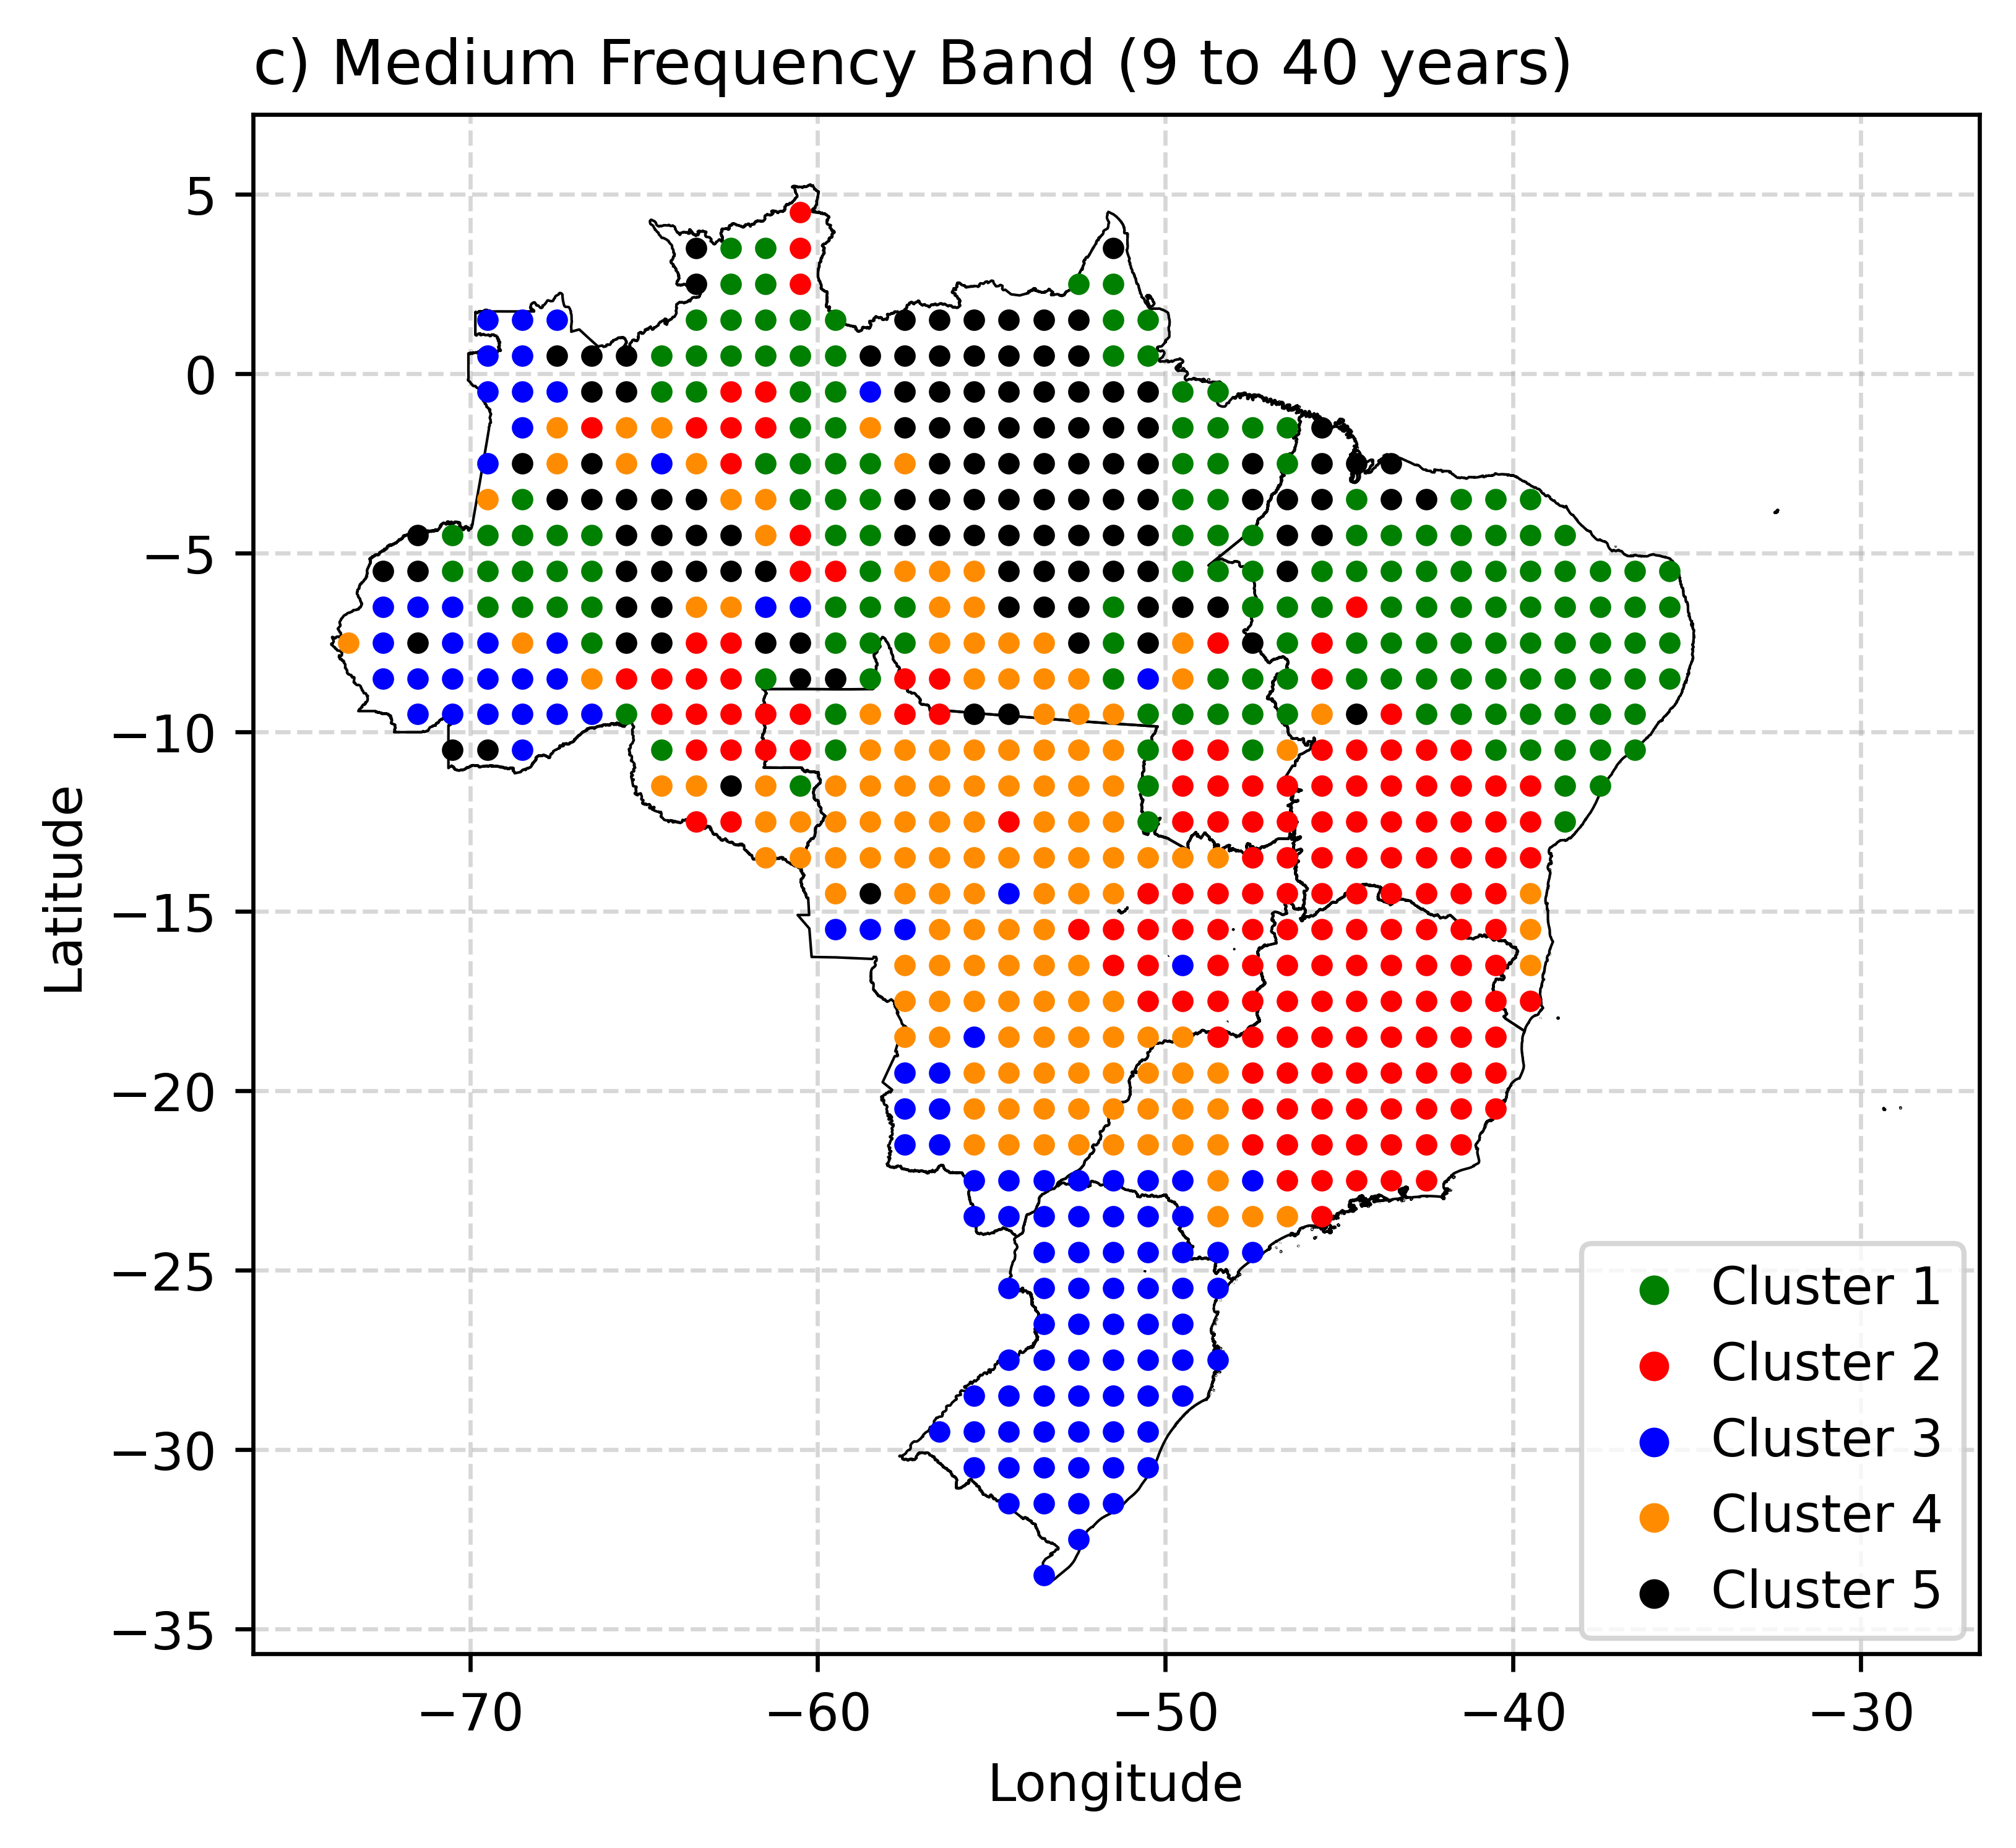 c) Medium Frequency Band (9 to 40 years)
5
0
−5
−10
−15
−20
−25
−30
−35
Latitude
−70
−60
−50
−40
−30
Longitude
Cluster 1
Cluster 2
Cluster 3
Cluster 4
Cluster 5